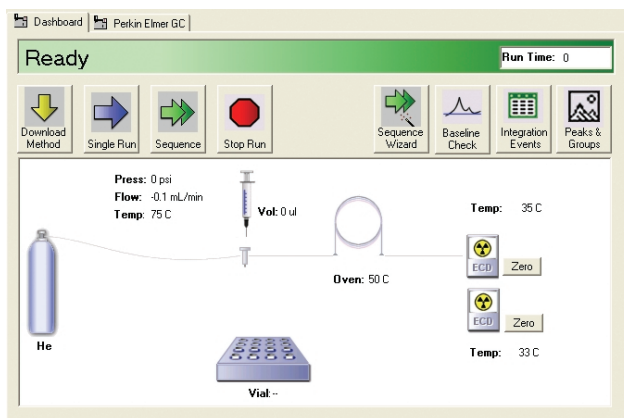 Dashboard Perkin Elmer GC
Ready Run Time: 0
Download Method
Single Run
Sequence
Stop Run
Sequence Wizard
Baseline Check
Integration Events
Peaks & Groups
Press: 0 psi
Flow: -0.1 mL/min
Temp: 75 C
Vol: 0 ul
Temp: 35 C
ECD Zero
Oven: 50 C
ECD Zero
He
Temp: 33 C
Vial: --